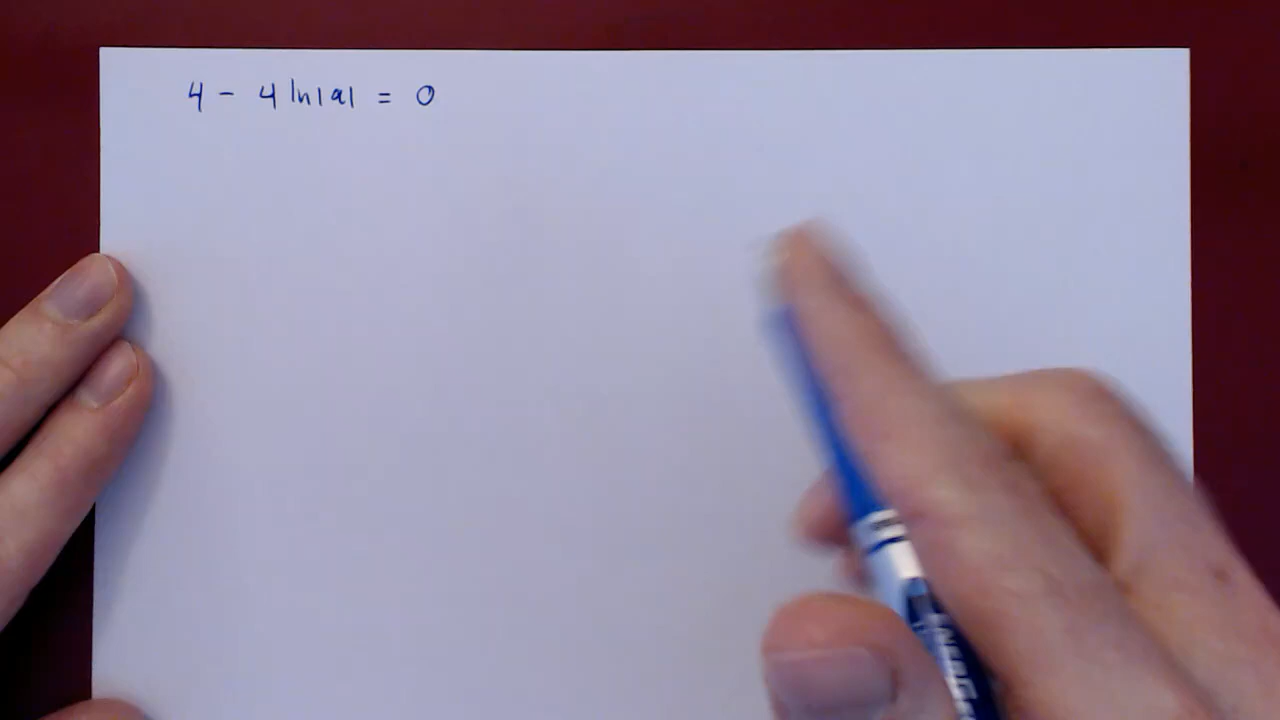 4 - 4 ln|a| = 0